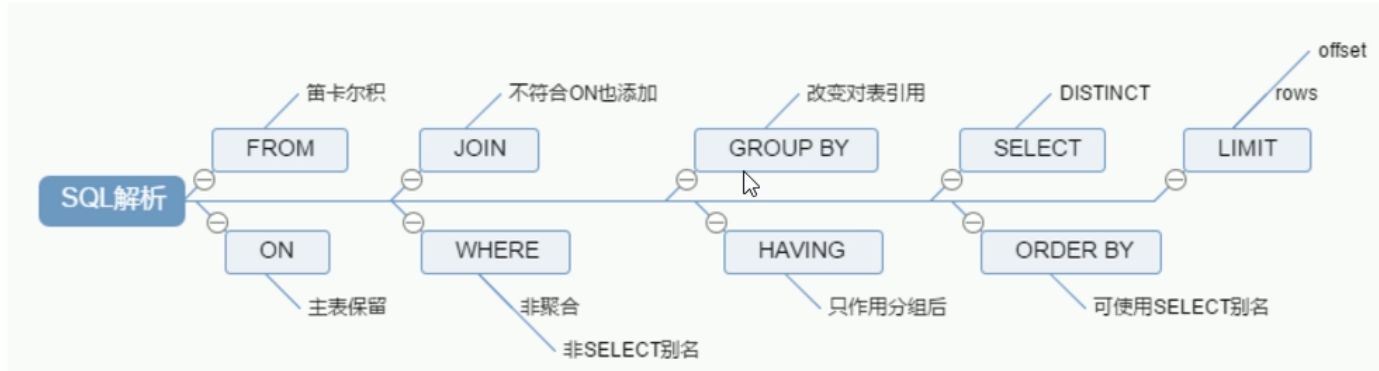 SQL解析
FROM
笛卡尔积
ON
主表保留
JOIN
不符合ON也添加
WHERE
非聚合
非SELECT别名
GROUP BY
改变对表引用
HAVING
只作用分组后
SELECT
DISTINCT
ORDER BY
可使用SELECT别名
LIMIT
offset
rows